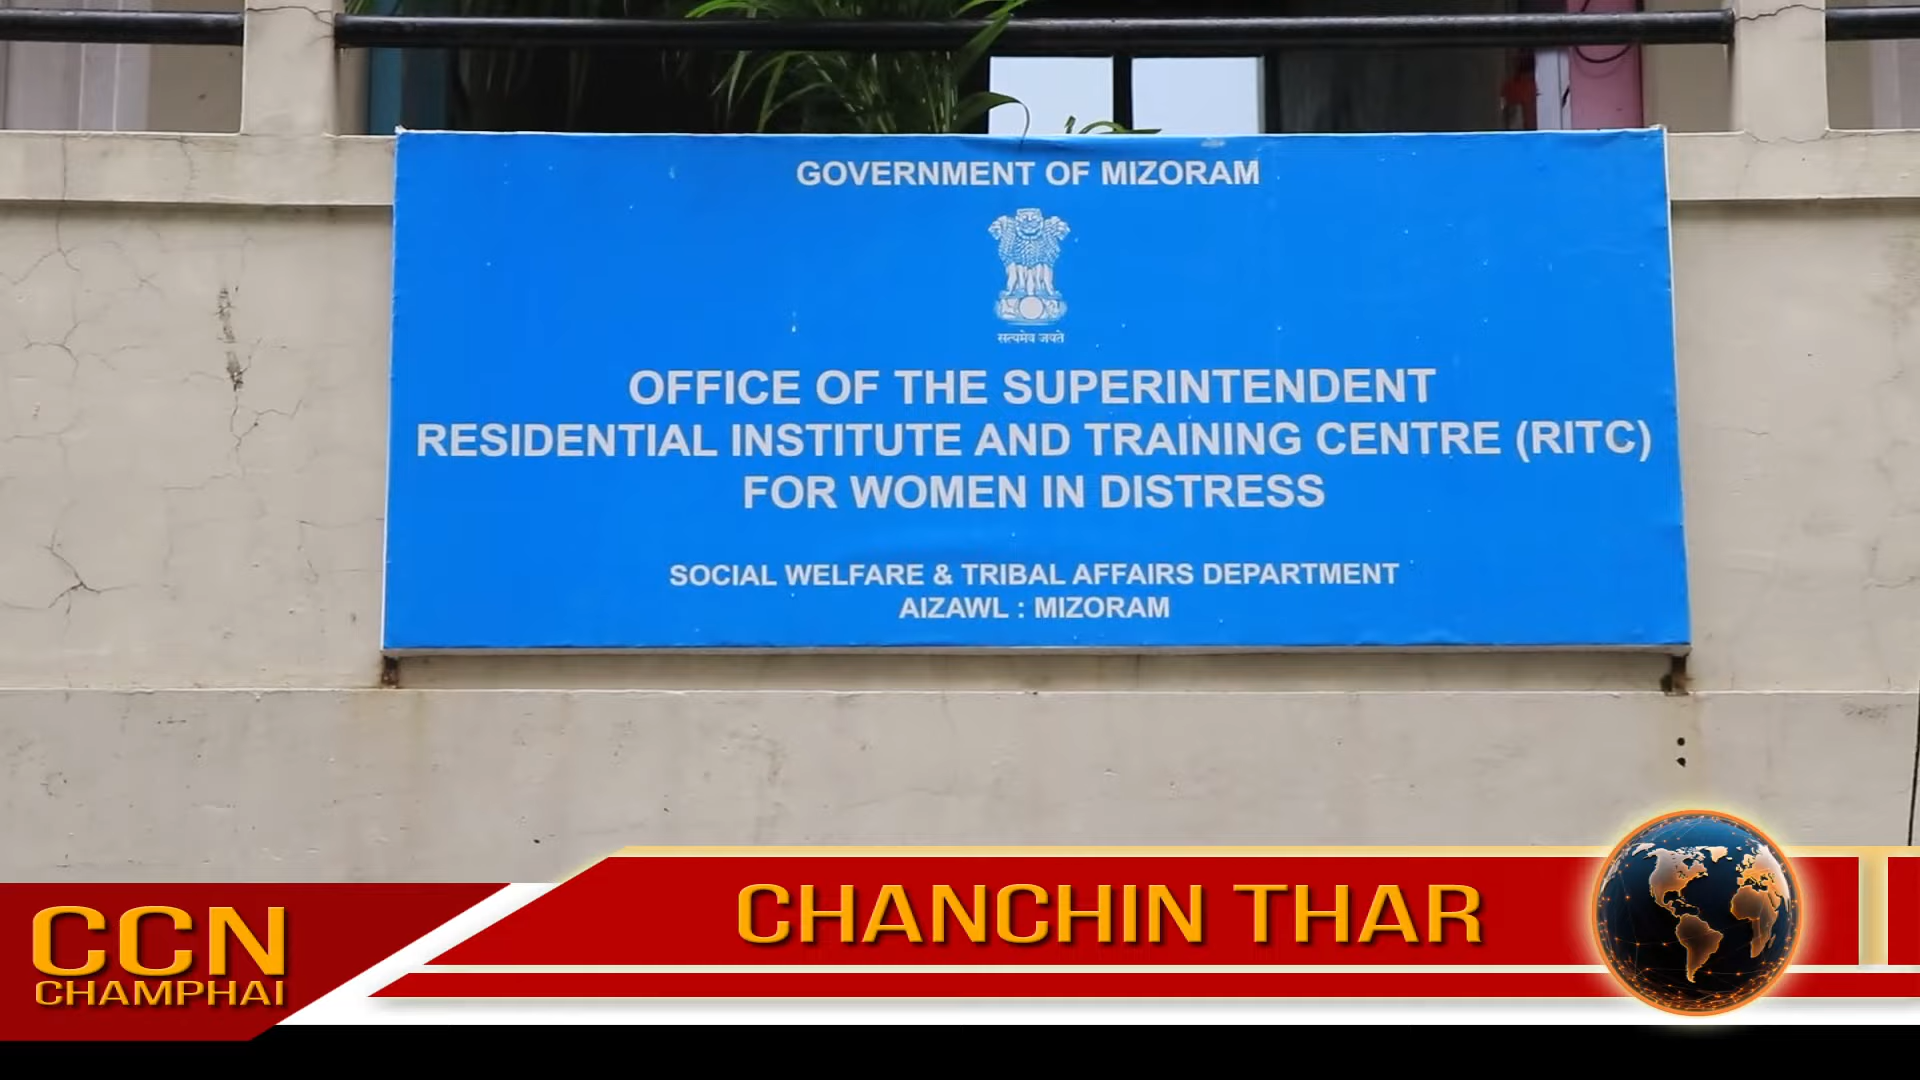 GOVERNMENT OF MIZORAM
सत्यमेव जयते
OFFICE OF THE SUPERINTENDENT
RESIDENTIAL INSTITUTE AND TRAINING CENTRE (RITC)
FOR WOMEN IN DISTRESS
SOCIAL WELFARE & TRIBAL AFFAIRS DEPARTMENT
AIZAWL : MIZORAM
CHANCHIN THAR
CCN
CHAMPHAI